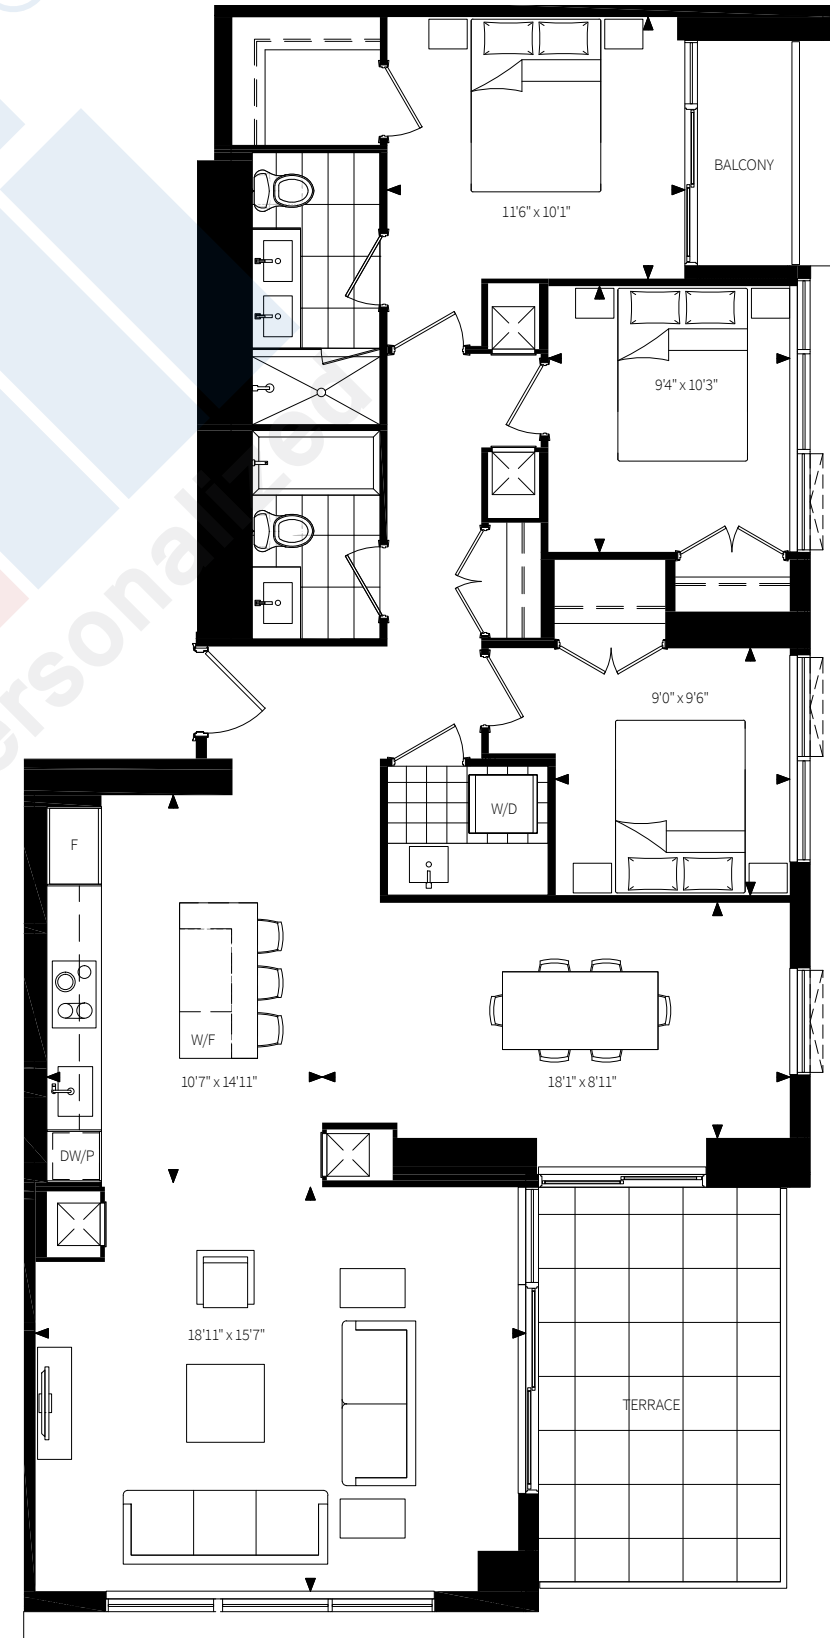 BALCONY
11'6" x 10'1"
9'4" x 10'3"
9'0" x 9'6"
W/D
F
W/F
10'7" x 14'11"
18'1" x 8'11"
DW/P
18'11" x 15'7"
TERRACE
ersonalized